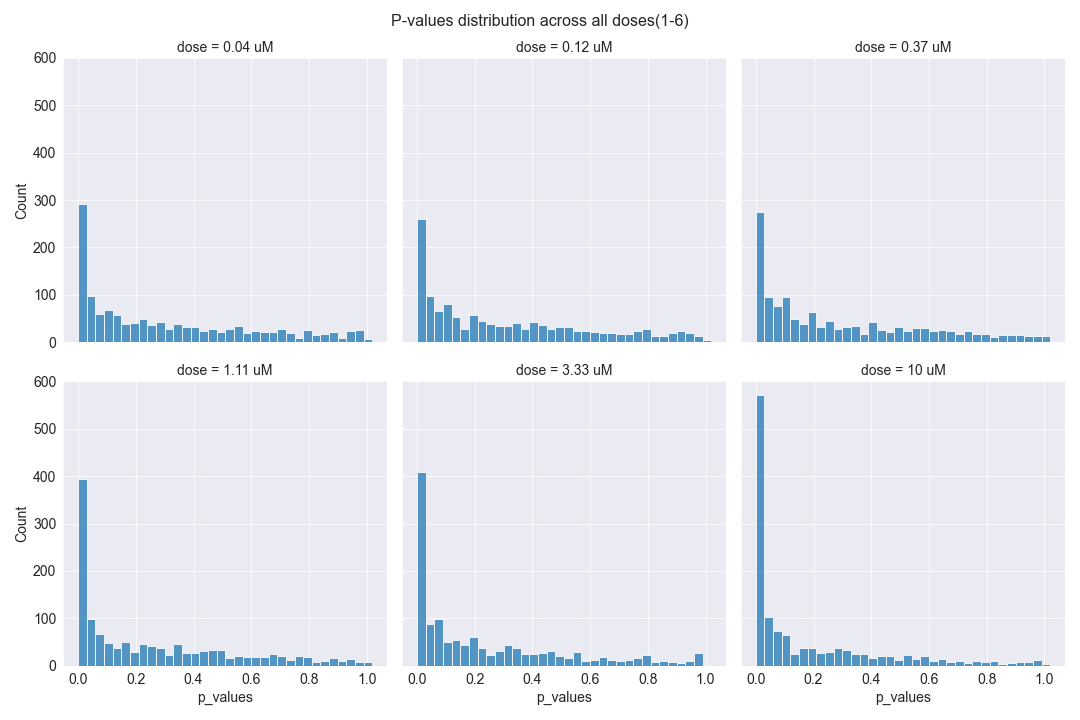 P-values distribution across all doses(1-6)
dose = 0.04 uM
dose = 0.12 uM
dose = 0.37 uM
600
500
400
300
200
100
0
Count
dose = 1.11 uM
dose = 3.33 uM
dose = 10 uM
600
500
400
300
200
100
0
Count
0.0 0.2 0.4 0.6 0.8 1.0
0.0 0.2 0.4 0.6 0.8 1.0
0.0 0.2 0.4 0.6 0.8 1.0
p_values
p_values
p_values